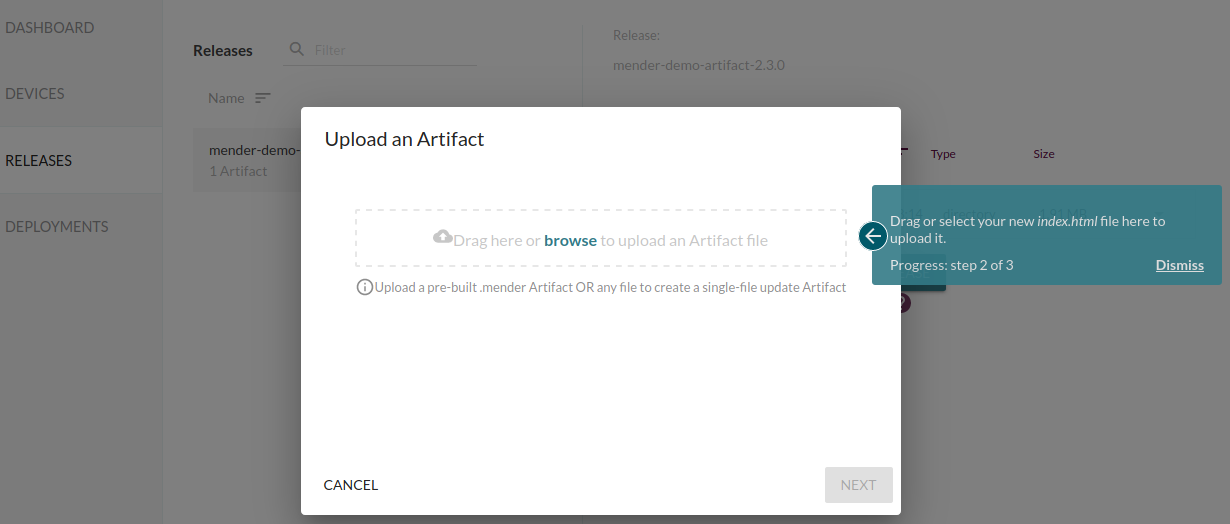 DASHBOARD
DEVICES
RELEASES
DEPLOYMENTS
Releases
Filter
Name
mender-demo-
1 Artifact
Release:
mender-demo-artifact-2.3.0
Type
Size
Upload an Artifact
Drag here or browse to upload an Artifact file
Upload a pre-built .mender Artifact OR any file to create a single-file update Artifact
CANCEL
NEXT
Drag or select your new index.html file here to
upload it.
Progress: step 2 of 3
Dismiss